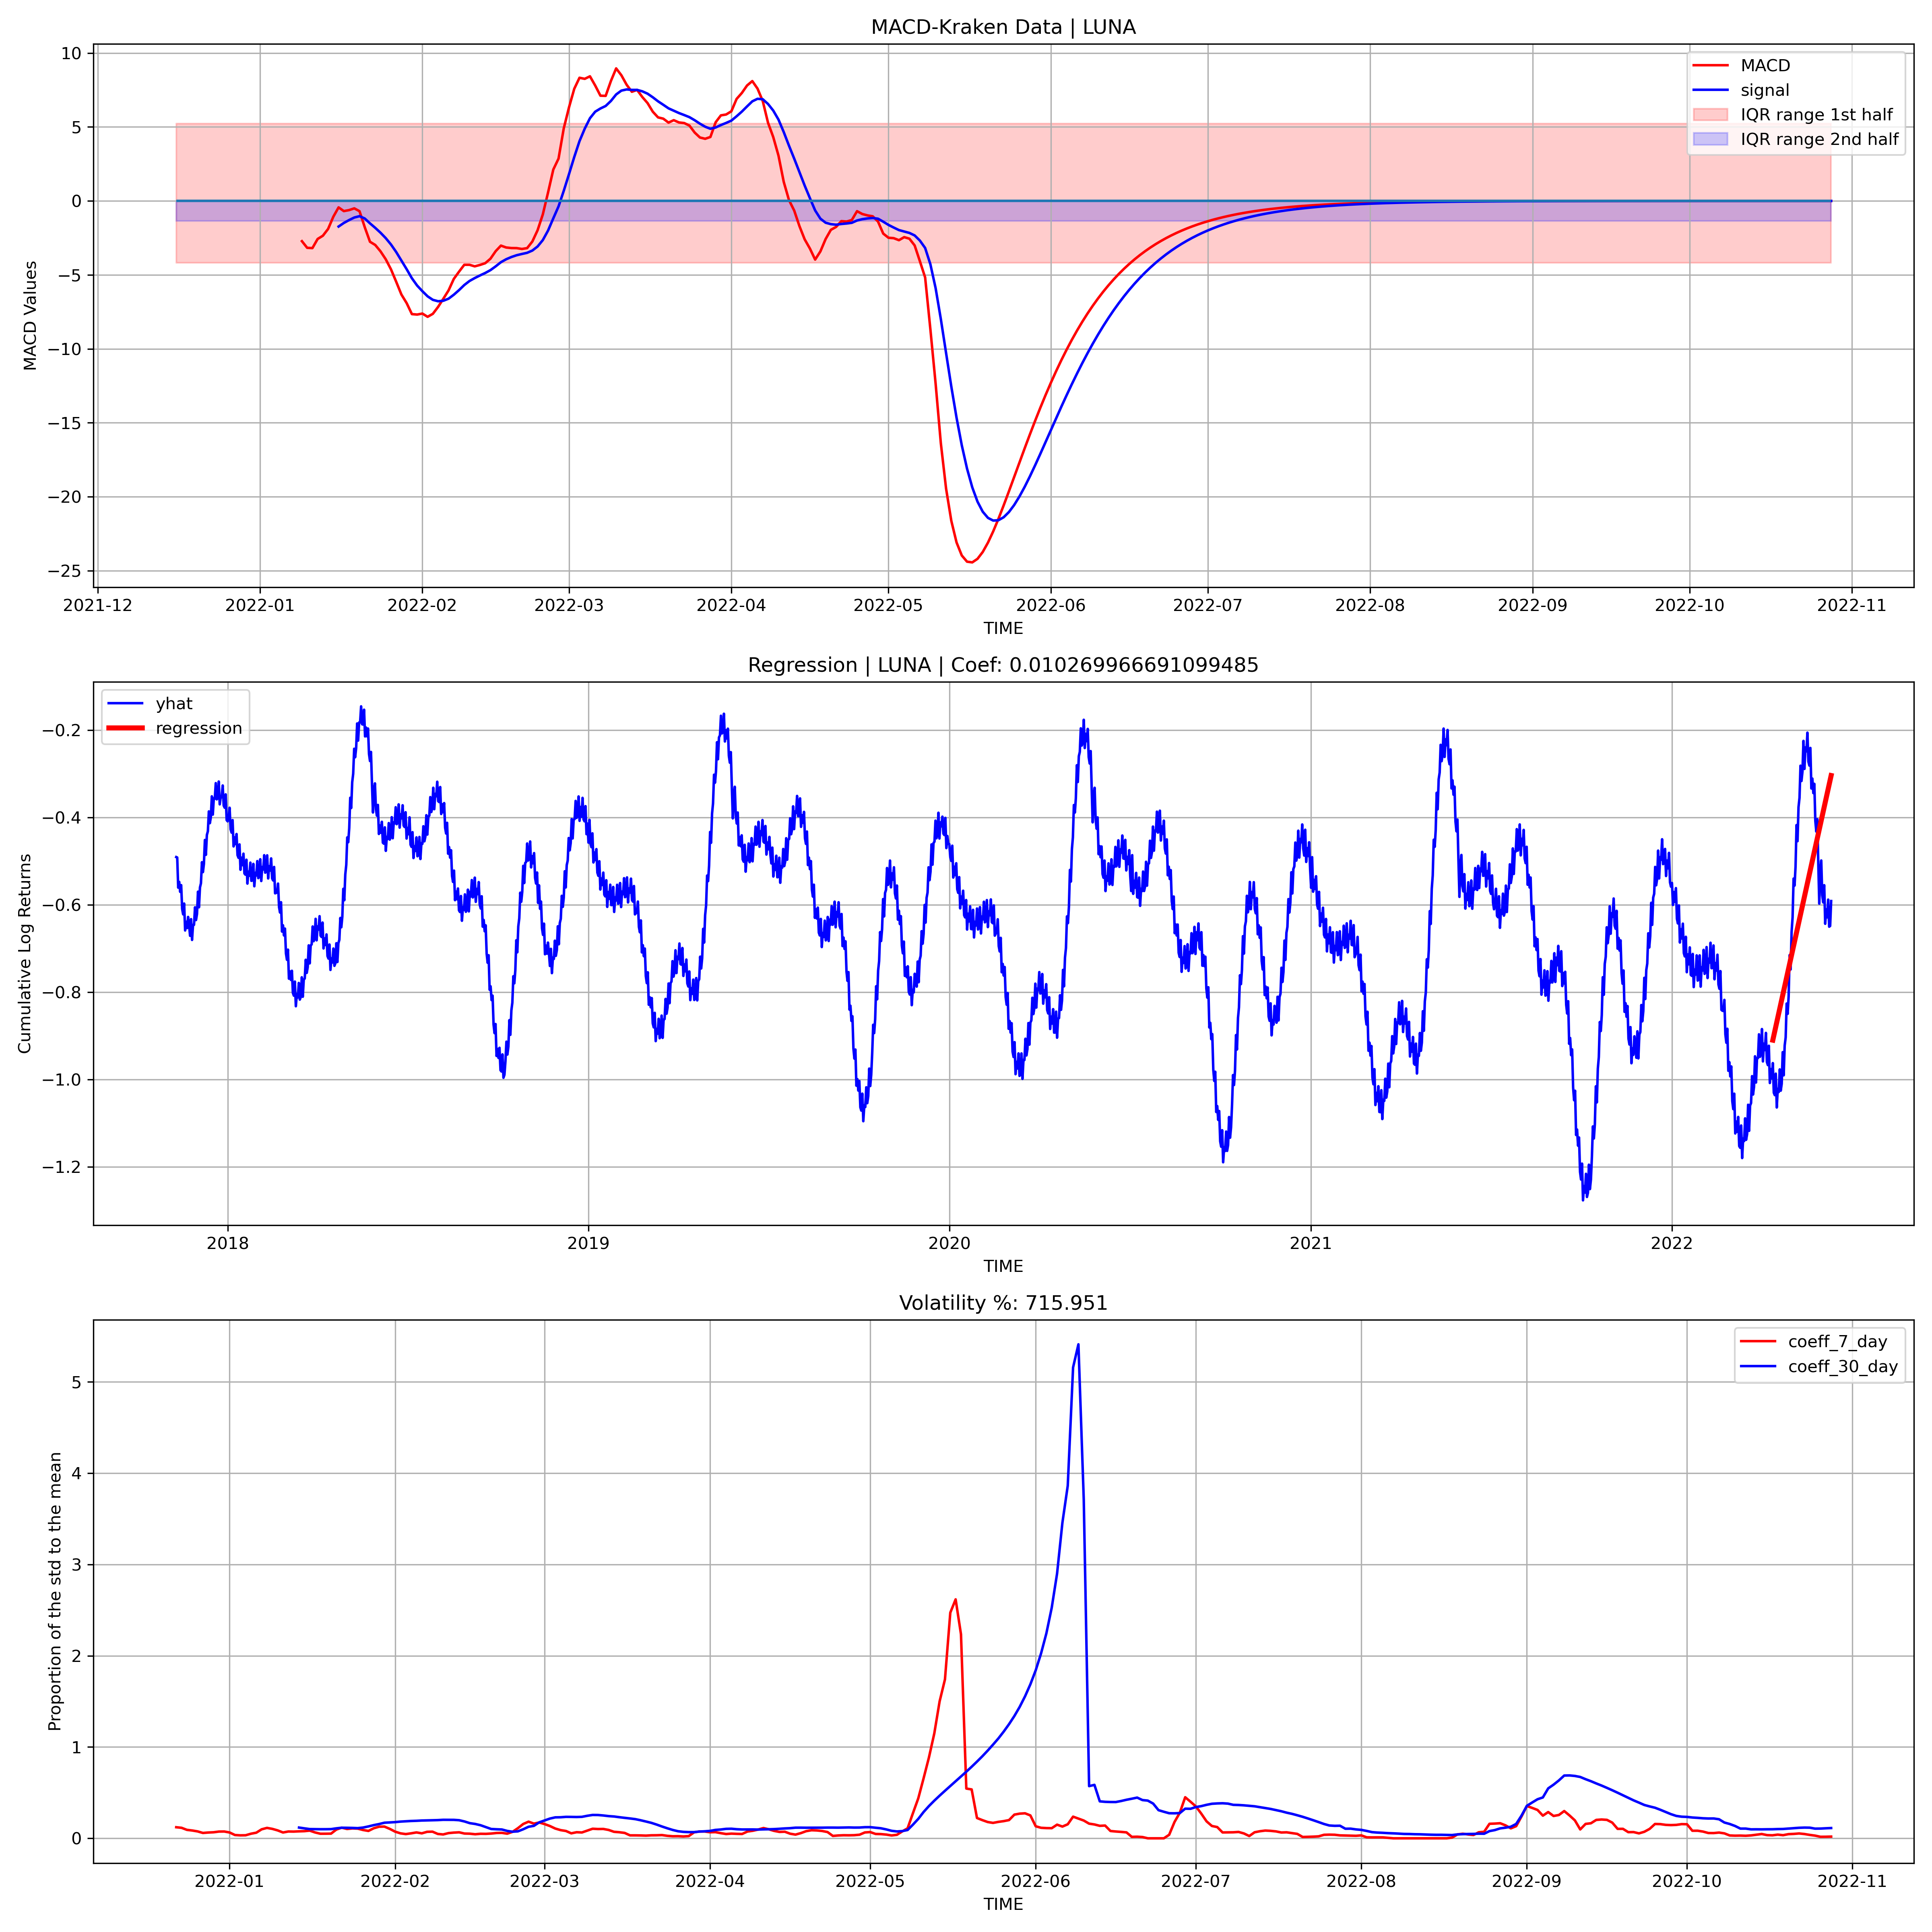 MACD-Kraken Data | LUNA
MACD Values
10
5
0
−5
−10
−15
−20
−25
MACD
signal
IQR range 1st half
IQR range 2nd half
2021-12 2022-01 2022-02 2022-03 2022-04 2022-05 2022-06 2022-07 2022-08 2022-09 2022-10 2022-11
TIME
Regression | LUNA | Coef: 0.010269966691099485
Cumulative Log Returns
−0.2
−0.4
−0.6
−0.8
−1.0
−1.2
yhat
regression
2018 2019 2020 2021 2022
TIME
Volatility %: 715.951
Proportion of the std to the mean
5
4
3
2
1
0
coeff_7_day
coeff_30_day
2022-01 2022-02 2022-03 2022-04 2022-05 2022-06 2022-07 2022-08 2022-09 2022-10 2022-11
TIME